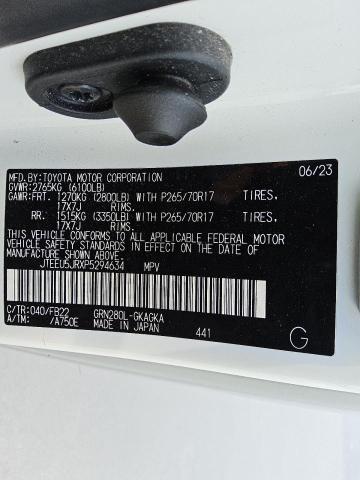 MFD.BY:TOYOTA MOTOR CORPORATION 06/23
GVWR:2765KG (6100LB)
GAWR:FRT. 1270KG (2800LB) WITH P265/70R17 TIRES,
17X7J RIMS,
RR. 1515KG (3350LB) WITH P265/70R17 TIRES,
17X7J RIMS.
THIS VEHICLE CONFORMS TO ALL APPLICABLE FEDERAL MOTOR
VEHICLE SAFETY STANDARDS IN EFFECT ON THE DATE OF
MANUFACTURE SHOWN ABOVE.
JTEEU5JRXP5294634 MPV
C/TR:040/FB22 GRN280L-GKAGKA
A/TM: /A750E MADE IN JAPAN 441
G